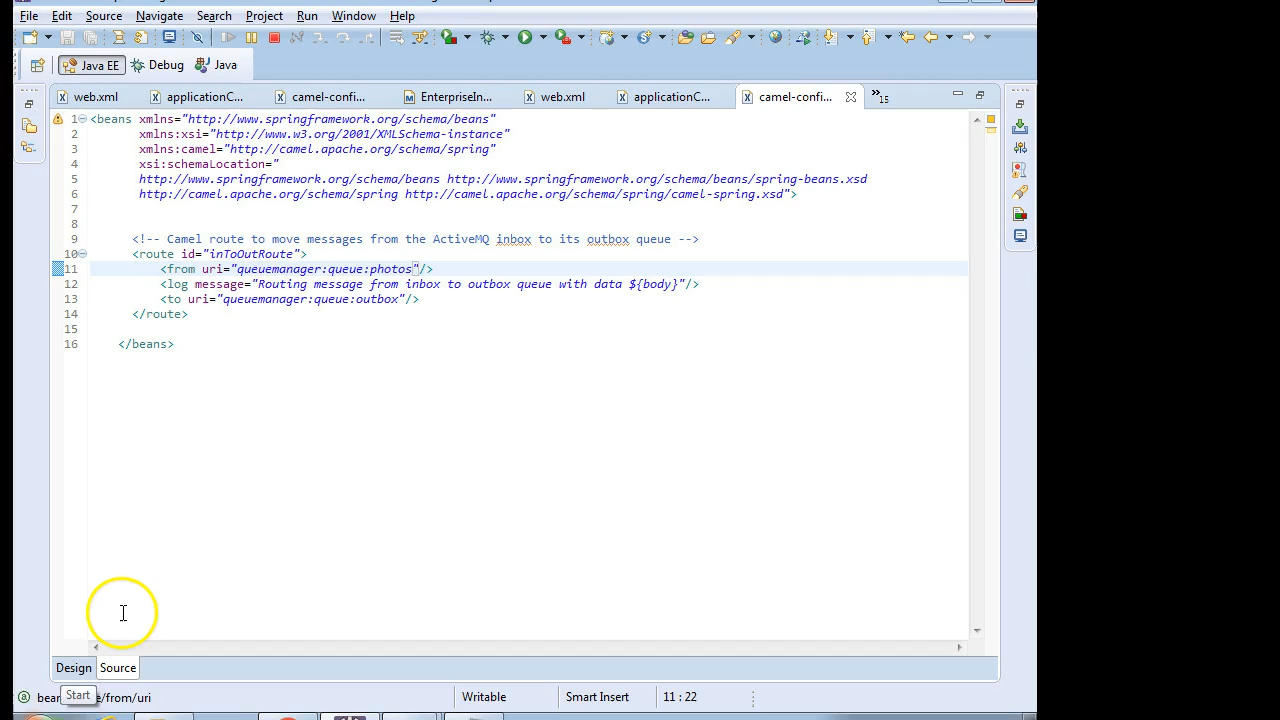 File Edit Source Navigate Search Project Run Window Help
Java EE Debug Java
web.xml applicationC... camel-confi... EnterpriseIn... web.xml applicationC... camel-confi... »15
1 <beans xmlns="http://www.springframework.org/schema/beans"
2 xmlns:xsi="http://www.w3.org/2001/XMLSchema-instance"
3 xmlns:camel="http://camel.apache.org/schema/spring"
4 xsi:schemaLocation="
5 http://www.springframework.org/schema/beans http://www.springframework.org/schema/beans/spring-beans.xsd
6 http://camel.apache.org/schema/spring http://camel.apache.org/schema/spring/camel-spring.xsd">
7
8
9 <!-- Camel route to move messages from the ActiveMQ inbox to its outbox queue -->
10 <route id="inToOutRoute">
11 <from uri="queuemanager:queue:photos"/>
12 <log message="Routing message from inbox to outbox queue with data ${body}"/>
13 <to uri="queuemanager:queue:outbox"/>
14 </route>
15
16 </beans>
Design Source
Start
/from/uri Writable Smart Insert 11 : 22